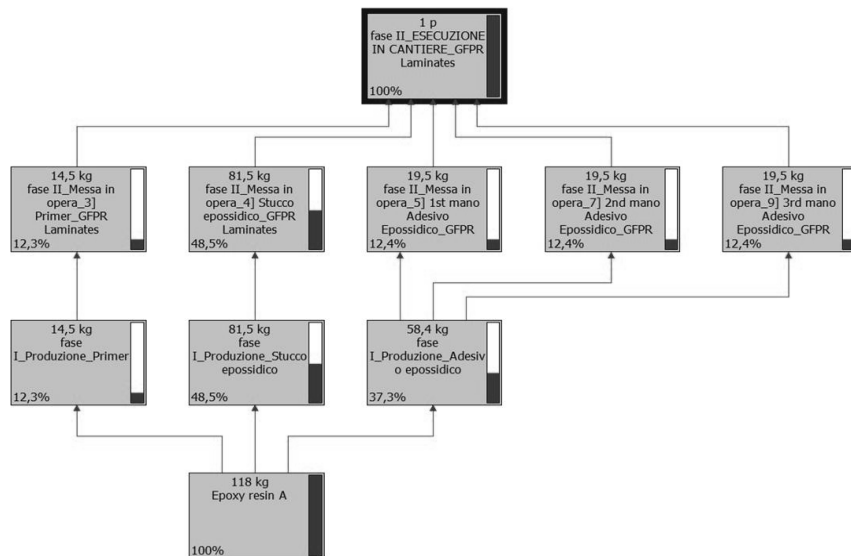 1 p
fase II_ESECUZIONE
IN CANTIERE_GFPR
Laminates
100%
14,5 kg
fase II_Messa in
opera_3]
Primer_GFPR
Laminates
12,3%
81,5 kg
fase II_Messa in
opera_4] Stucco
epossidico_GFPR
Laminates
48,5%
19,5 kg
fase II_Messa in
opera_5] 1st mano
Adesivo
Epossidico_GFPR
12,4%
19,5 kg
fase II_Messa in
opera_7] 2nd mano
Adesivo
Epossidico_GFPR
12,4%
19,5 kg
fase II_Messa in
opera_9] 3rd mano
Adesivo
Epossidico_GFPR
12,4%
14,5 kg
fase
I_Produzione_Primer
12,3%
81,5 kg
fase
I_Produzione_Stucco
epossidico
48,5%
58,4 kg
fase
I_Produzione_Adesiv
o epossidico
37,3%
118 kg
Epoxy resin A
100%